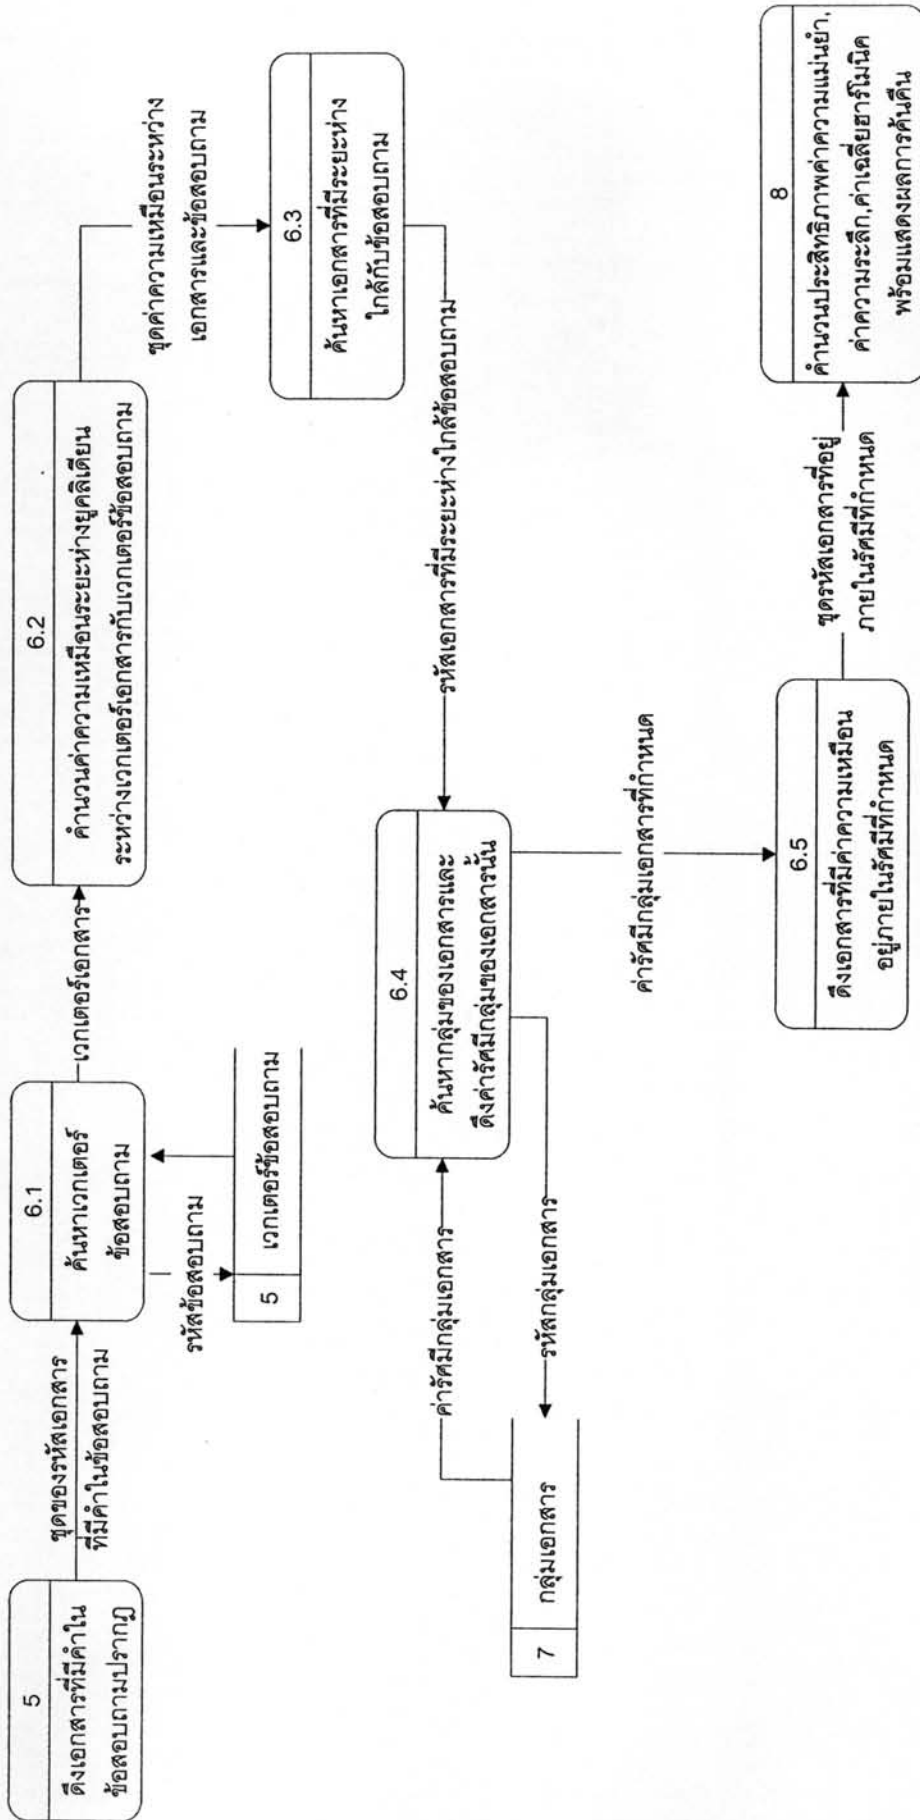 5
ดึงเอกสารที่มีคำใน
ข้อสอบถามปรากฏ
ชุดของรหัสเอกสาร
ที่มีคำในข้อสอบถาม
6.1
ค้นหาเวกเตอร์
ข้อสอบถาม
รหัสข้อสอบถาม
5
เวกเตอร์ข้อสอบถาม
เวกเตอร์เอกสาร
6.2
คำนวนค่าความเหมือนระยะห่างยูคลิเดียน
ระหว่างเวกเตอร์เอกสารกับเวกเตอร์ข้อสอบถาม
ชุดค่าความเหมือนระหว่าง
เอกสารและข้อสอบถาม
6.3
ค้นหาเอกสารที่มีระยะห่าง
ใกล้กับข้อสอบถาม
รหัสเอกสารที่มีระยะห่างใกล้ข้อสอบถาม
6.4
ค้นหากลุ่มของเอกสารและ
ดึงค่ารัศมีกลุ่มของเอกสารนั้น
ค่ารัศมีกลุ่มเอกสาร
รหัสกลุ่มเอกสาร
7
กลุ่มเอกสาร
ค่ารัศมีกลุ่มเอกสารที่กำหนด
6.5
ดึงเอกสารที่มีค่าความเหมือน
อยู่ภายในรัศมีที่กำหนด
ชุดรหัสเอกสารที่อยู่
ภายในรัศมีที่กำหนด
8
คำนวนประสิทธิภาพค่าความแม่นยำ,
ค่าความระลึก,ค่าเฉลี่ยฮาร์โมนิค
พร้อมแสดงผลการค้นคืน